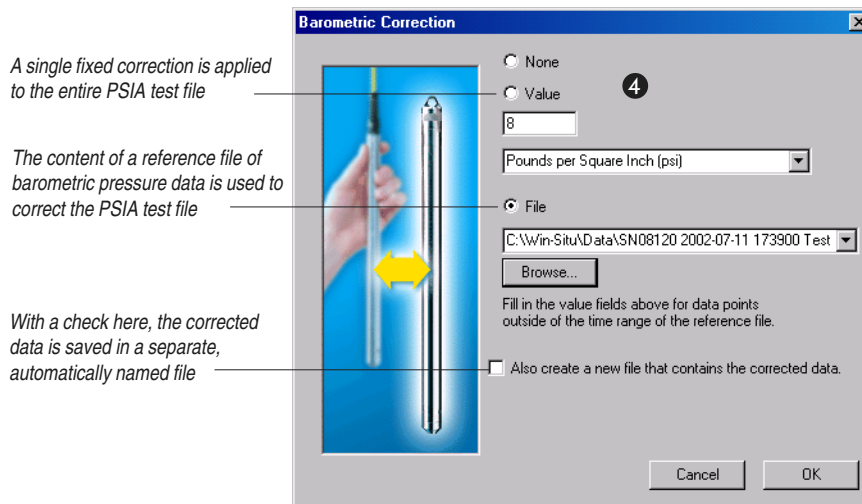 Barometric Correction
A single fixed correction is applied
to the entire PSIA test file
The content of a reference file of
barometric pressure data is used to
correct the PSIA test file
With a check here, the corrected
data is saved in a separate,
automatically named file
None
Value
4
8
Pounds per Square Inch (psi)
File
C:\Win-Situ\Data\SN08120 2002-07-11 173900 Test
Browse...
Fill in the value fields above for data points
outside of the time range of the reference file.
Also create a new file that contains the corrected data.
Cancel
OK